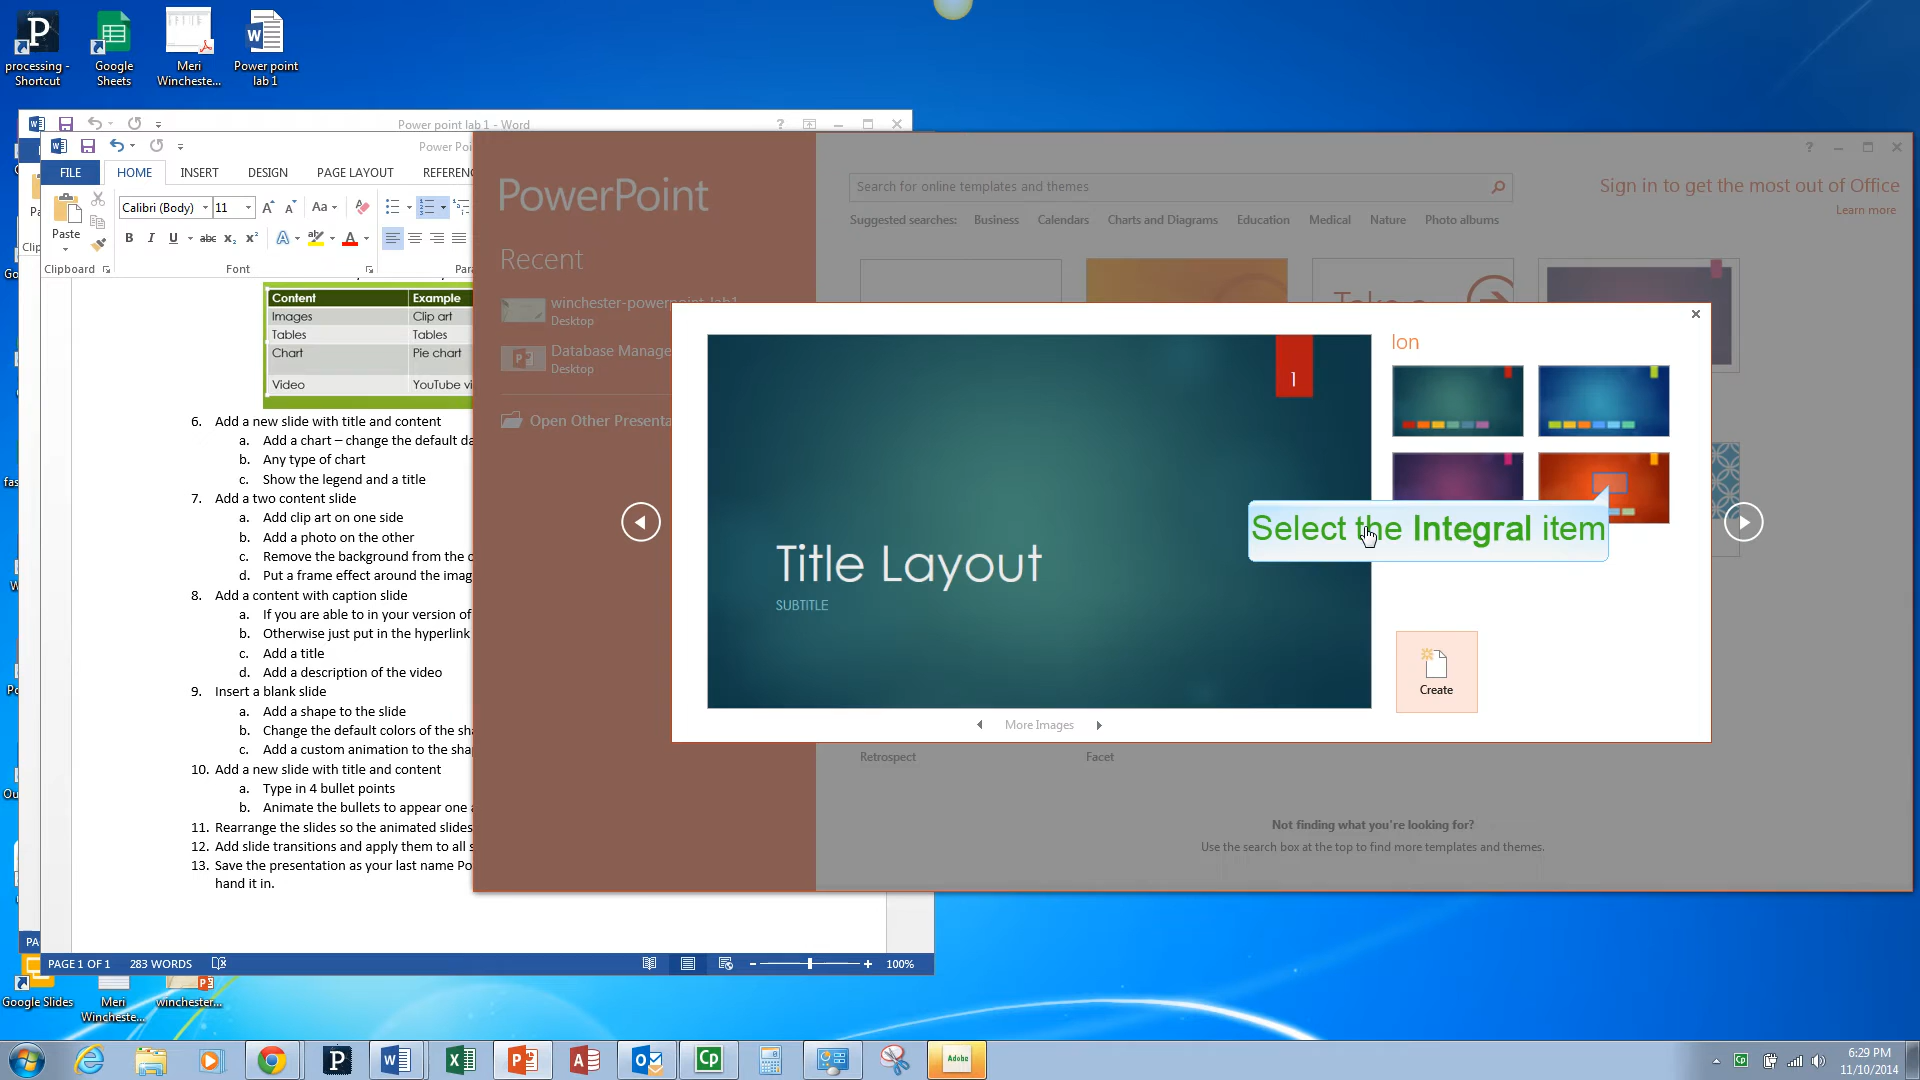 processing - Shortcut
Google Sheets
Meri Wincheste...
Power point lab 1
Power point lab 1 - Word
FILE
HOME
INSERT
DESIGN
PAGE LAYOUT
Calibri (Body)
11
Paste
Clipboard
Font
Content Example
Images Clip art
Tables Tables
Chart Pie chart
Video
6. Add a new slide with title and content
a. Add a chart – change the default
b. Any type of chart
c. Show the legend and a title
7. Add a two content slide
a. Add clip art on one side
b. Add a photo on the other
c. Remove the background from the
d. Put a frame effect around the
8. Add a content with caption slide
a. If you are able to in your version of
b. Otherwise just put in the hyperlink
c. Add a title
d. Add a description of the video
9. Insert a blank slide
a. Add a shape to the slide
b. Change the default colors of the
c. Add a custom animation to the
10. Add a new slide with title and content
a. Type in 4 bullet points
b. Animate the bullets to appear one
11. Rearrange the slides so the animated slides
12. Add slide transitions and apply them to all
13. Save the presentation as your last name
hand it in.
PAGE 1 OF 1 283 WORDS
100%
PowerPoint
Recent
winchester-powerpoint_lab1
Desktop
Database
Desktop
Open Other
Search for online templates and themes
Suggested searches: Business Calendars Charts and Diagrams Education Medical Nature Photo albums
Sign in to get the most out of Office
Learn more
Take a
Ion
1
Title Layout
SUBTITLE
Select the Integral item
Create
More Images
Retrospect
Facet
Not finding what you're looking for?
Use the search box at the top to find more templates and themes.
Google Slides
Meri Wincheste...
winchester...
Adobe
6:29 PM
11/10/2014